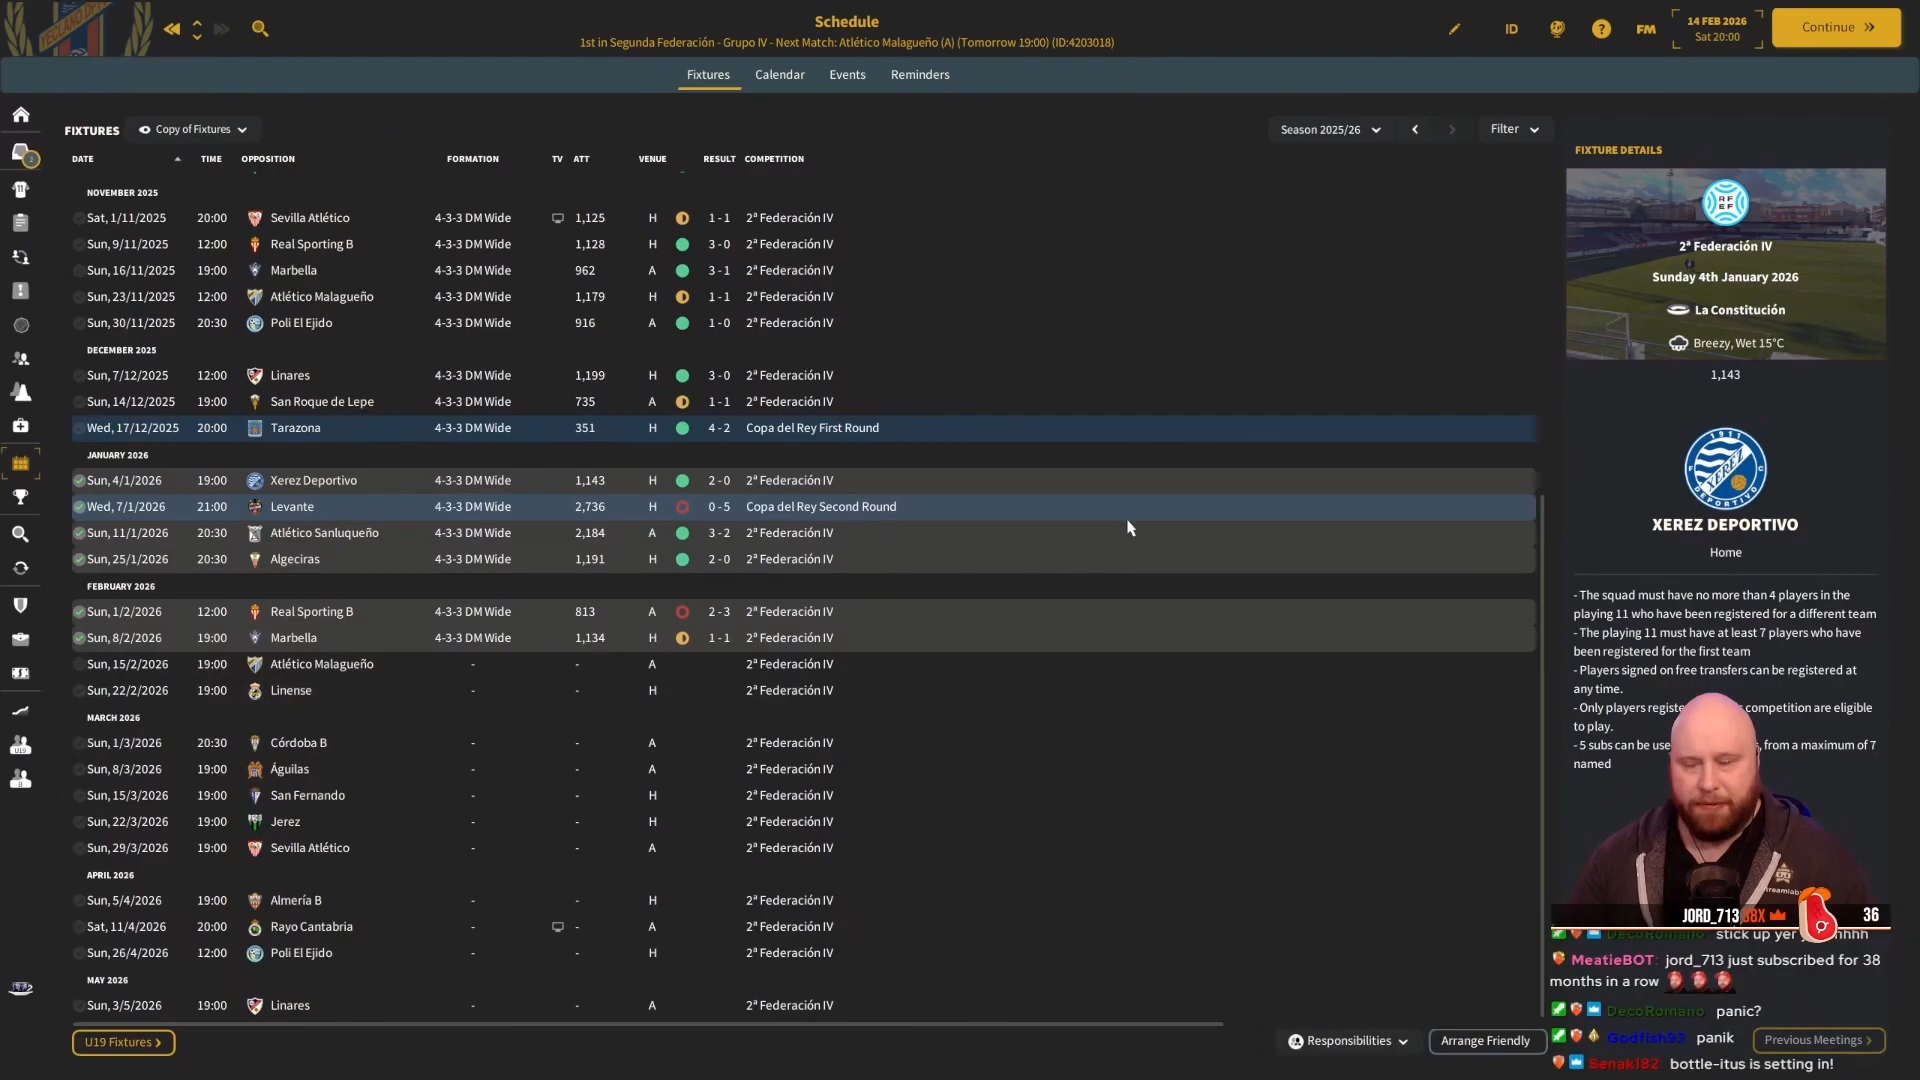 Schedule
1st in Segunda Federación - Grupo IV - Next Match: Atlético Malagueño (A) (Tomorrow 19:00) (ID:4203018)
ID
FM
14 FEB 2026
Sat 20:00
Continue
Fixtures Calendar Events Reminders
FIXTURES Copy of Fixtures
Season 2025/26
Filter
DATE TIME OPPOSITION FORMATION TV ATT VENUE RESULT COMPETITION
NOVEMBER 2025
Sat, 1/11/2025 20:00 Sevilla Atlético 4-3-3 DM Wide 1,125 H 1 - 1 2ª Federación IV
Sun, 9/11/2025 12:00 Real Sporting B 4-3-3 DM Wide 1,128 H 3 - 0 2ª Federación IV
Sun, 16/11/2025 19:00 Marbella 4-3-3 DM Wide 962 A 3 - 1 2ª Federación IV
Sun, 23/11/2025 12:00 Atlético Malagueño 4-3-3 DM Wide 1,179 H 1 - 1 2ª Federación IV
Sun, 30/11/2025 20:30 Poli El Ejido 4-3-3 DM Wide 916 A 1 - 0 2ª Federación IV
DECEMBER 2025
Sun, 7/12/2025 12:00 Linares 4-3-3 DM Wide 1,199 H 3 - 0 2ª Federación IV
Sun, 14/12/2025 19:00 San Roque de Lepe 4-3-3 DM Wide 735 A 1 - 1 2ª Federación IV
Wed, 17/12/2025 20:00 Tarazona 4-3-3 DM Wide 351 H 4 - 2 Copa del Rey First Round
JANUARY 2026
Sun, 4/1/2026 19:00 Xerez Deportivo 4-3-3 DM Wide 1,143 H 2 - 0 2ª Federación IV
Wed, 7/1/2026 21:00 Levante 4-3-3 DM Wide 2,736 H 0 - 5 Copa del Rey Second Round
Sun, 11/1/2026 20:30 Atlético Sanluqueño 4-3-3 DM Wide 2,184 A 3 - 2 2ª Federación IV
Sun, 25/1/2026 20:30 Algeciras 4-3-3 DM Wide 1,191 H 2 - 0 2ª Federación IV
FEBRUARY 2026
Sun, 1/2/2026 12:00 Real Sporting B 4-3-3 DM Wide 813 A 2 - 3 2ª Federación IV
Sun, 8/2/2026 19:00 Marbella 4-3-3 DM Wide 1,134 H 1 - 1 2ª Federación IV
Sun, 15/2/2026 19:00 Atlético Malagueño - - A 2ª Federación IV
Sun, 22/2/2026 19:00 Linense - - H 2ª Federación IV
MARCH 2026
Sun, 1/3/2026 20:30 Córdoba B - - A 2ª Federación IV
Sun, 8/3/2026 19:00 Águilas - - A 2ª Federación IV
Sun, 15/3/2026 19:00 San Fernando - - H 2ª Federación IV
Sun, 22/3/2026 19:00 Jerez - - H 2ª Federación IV
Sun, 29/3/2026 19:00 Sevilla Atlético - - A 2ª Federación IV
APRIL 2026
Sun, 5/4/2026 19:00 Almería B - - H 2ª Federación IV
Sat, 11/4/2026 20:00 Rayo Cantabria - - A 2ª Federación IV
Sun, 26/4/2026 12:00 Poli El Ejido - - H 2ª Federación IV
MAY 2026
Sun, 3/5/2026 19:00 Linares - - A 2ª Federación IV
U19 Fixtures
Responsibilities
Arrange Friendly
Previous Meetings
FIXTURE DETAILS
RF
EF
2ª Federación IV
Sunday 4th January 2026
La Constitución
Breezy, Wet 15°C
1,143
1911
XEREZ
DEPORTIVO
XEREZ DEPORTIVO
Home
- The squad must have no more than 4 players in the
playing 11 who have been registered for a different team
- The playing 11 must have at least 7 players who have
been registered for the first team
- Players signed on free transfers can be registered at
any time.
- Only players competition are eligible
to play.
- 5 subs can be from a maximum of 7
named
JORD_713 38X 36
DecoRomano stick up yer
MeatieBOT: jord_713 just subscribed for 38
months in a row
DecoRomano panic?
Godfish92 panik
Senak182: bottle-itus is setting in!